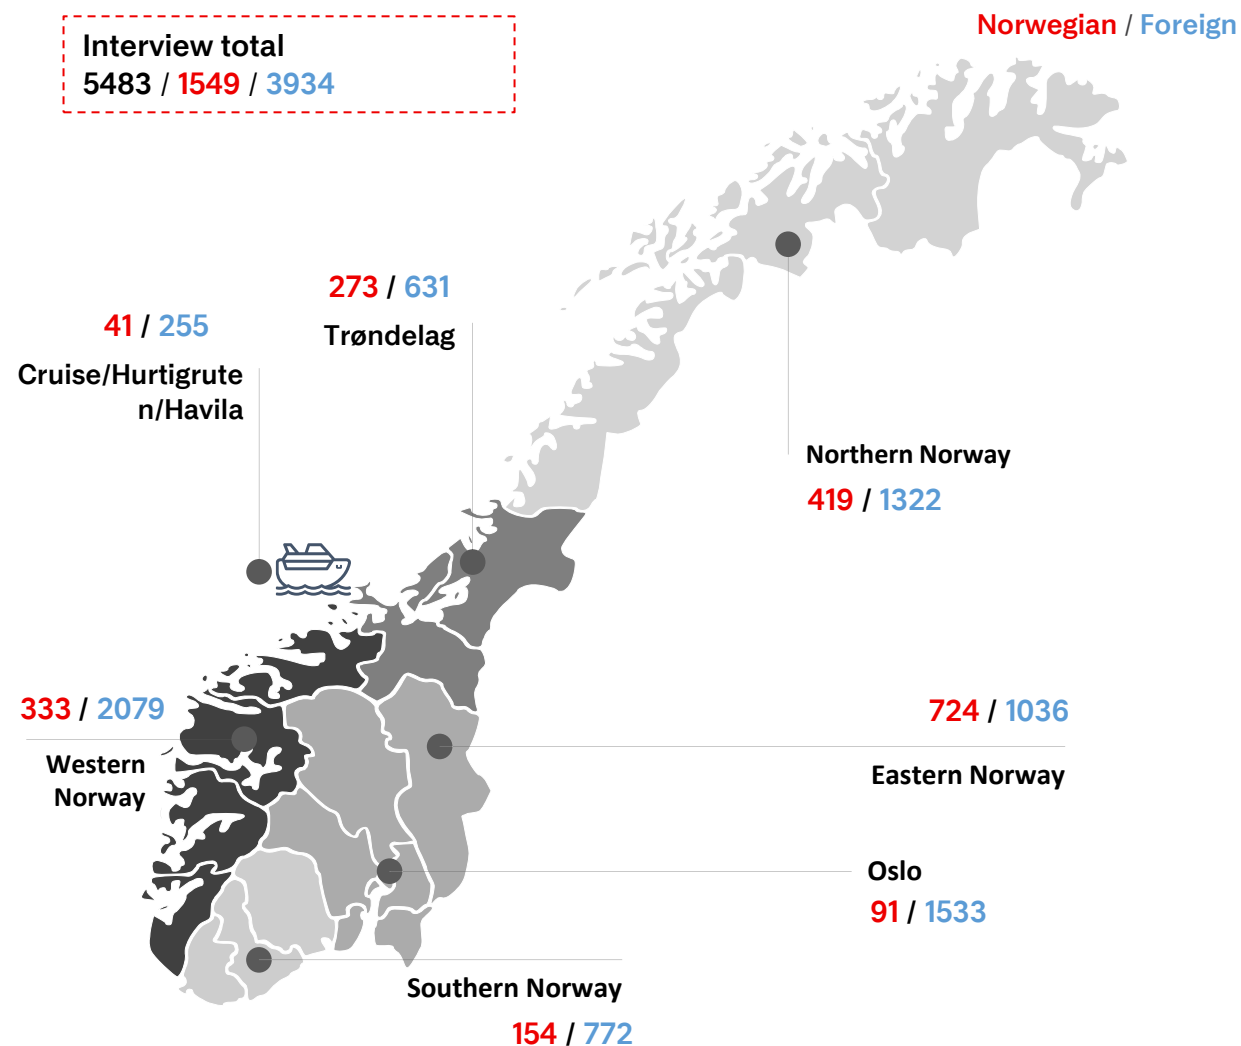 Norwegian / Foreign
Interview total
5483 / 1549 / 3934
273 / 631
Trøndelag
41 / 255
Cruise/Hurtigrute
n/Havila
Northern Norway
419 / 1322
333 / 2079
Western
Norway
724 / 1036
Eastern Norway
Oslo
91 / 1533
Southern Norway
154 / 772